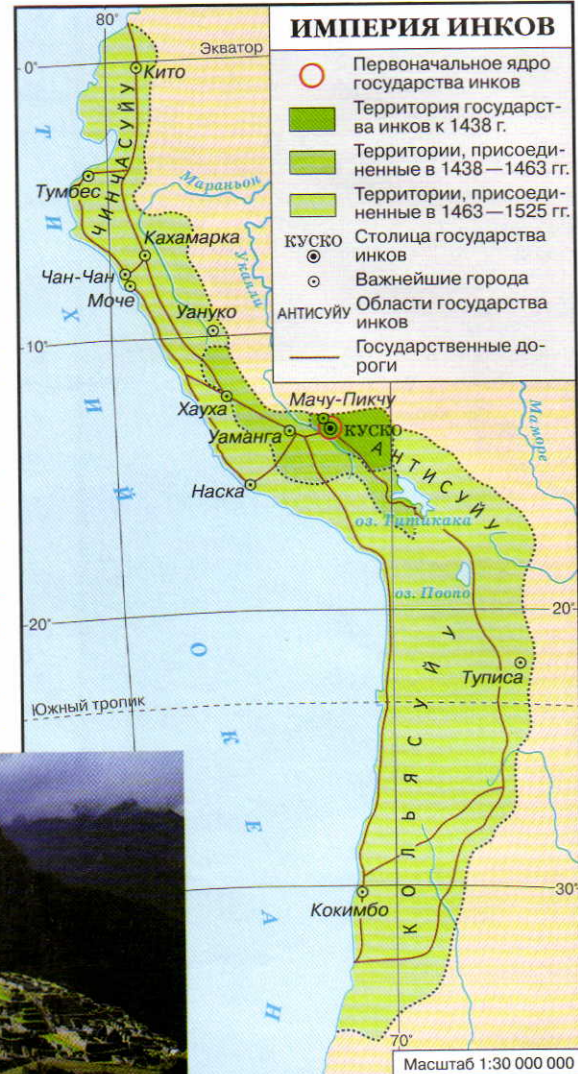 ИМПЕРИЯ ИНКОВ
Первоначальное ядро
государства инков
Территория государст-
ва инков к 1438 г.
Территории, присоеди-
ненные в 1438—1463 гг.
Территории, присоеди-
ненные в 1463—1525 гг.
КУСКО Столица государства
инков
Важнейшие города
АНТИСУЙУ Области государства
инков
Государственные до-
роги
80°
Экватор
0°
Кито
ЧИНЧАСУЙУ
Тумбес
Мараньон
Укаяли
Кахамарка
Чан-Чан
Моче
Уануко
10°
Хауха
Мачу-Пикчу
Уаманга
КУСКО
Маморе
АНТИСУЙУ
Наска
оз. Титикака
оз. Поопо
20°
20°
ТИХИЙ ОКЕАН
Туписа
Южный тропик
КОЛЬЯСУЙУ
30°
Кокимбо
70°
Масштаб 1:30 000 000